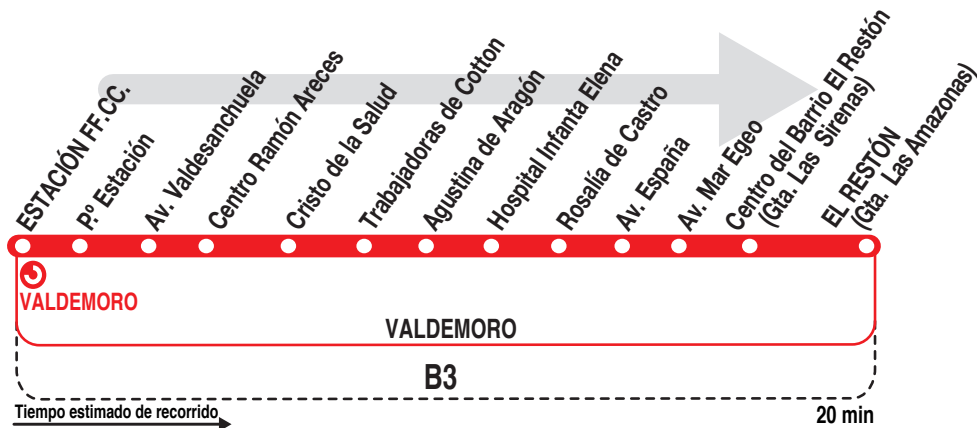 ESTACIÓN FF.CC.
P.º Estación
Av. Valdesanchuela
Centro Ramón Areces
Cristo de la Salud
Trabajadoras de Cotton
Agustina de Aragón
Hospital Infanta Elena
Rosalía de Castro
Av. España
Av. Mar Egeo
Centro del Barrio El Restón
(Gta. Las Sirenas)
EL RESTÓN
(Gta. Las Amazonas)
VALDEMORO
VALDEMORO
B3
Tiempo estimado de recorrido
20 min